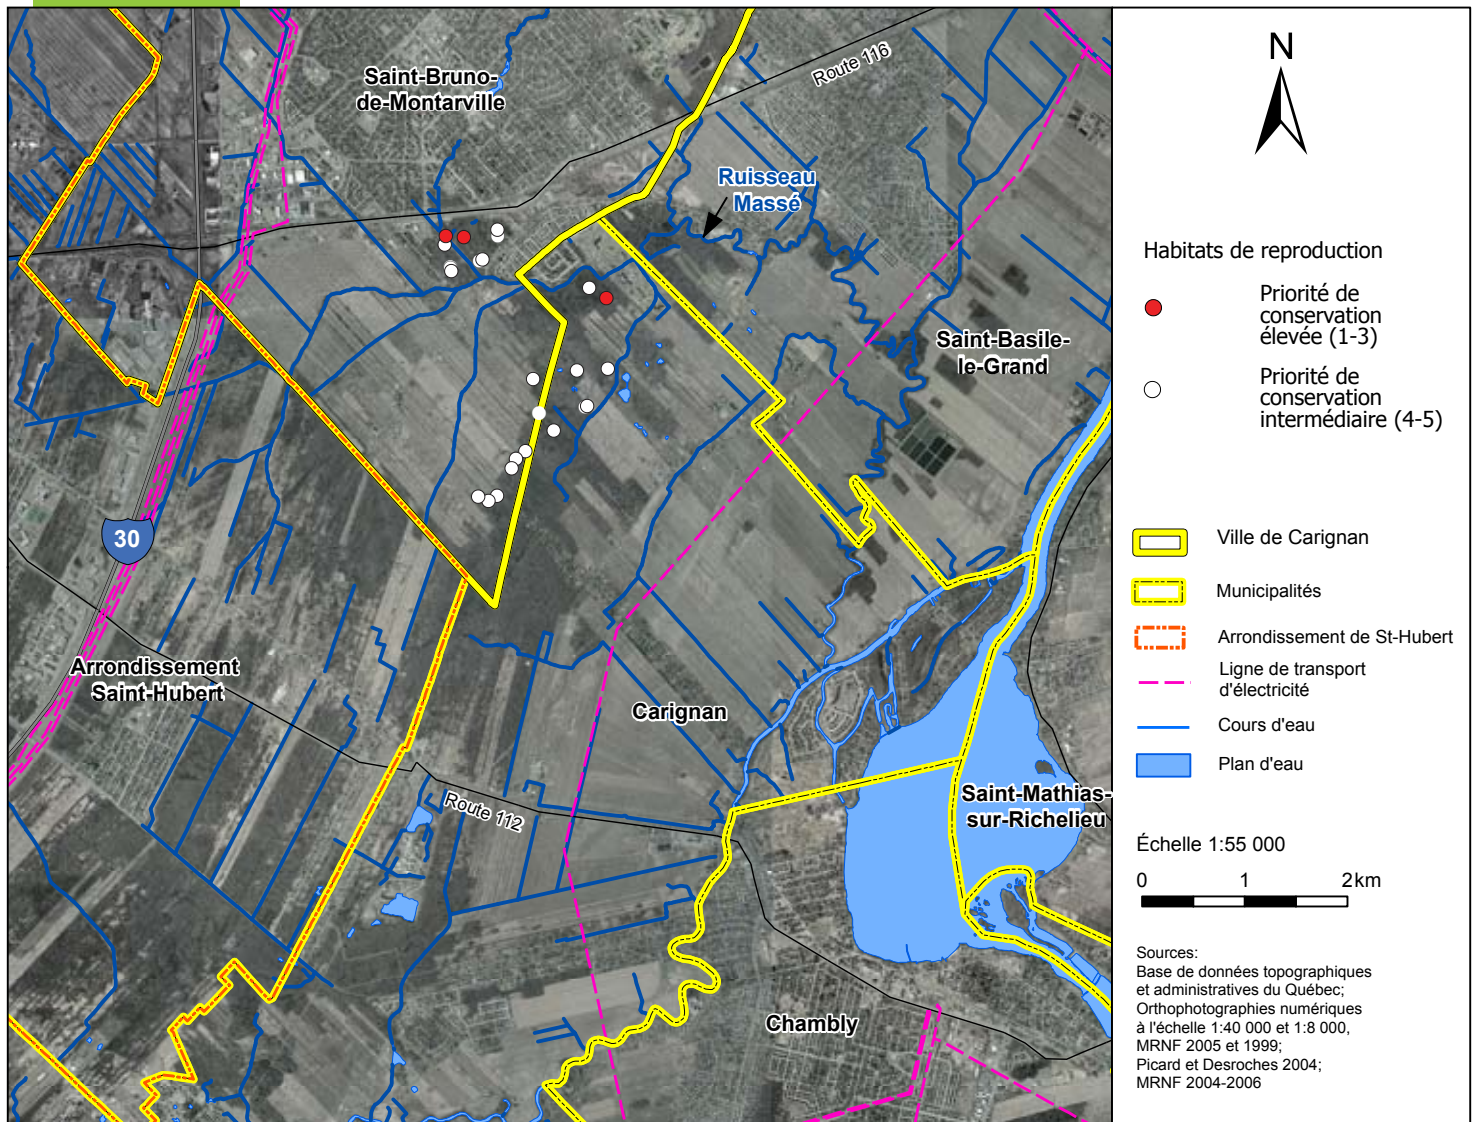 Saint-Bruno-
de-Montarville
Route 116
Ruisseau
Massé
Saint-Basile-
le-Grand
30
Arrondissement
Saint-Hubert
Carignan
Route 112
Saint-Mathias-
sur-Richelieu
Chambly
N
Habitats de reproduction
Priorité de
conservation
élevée (1-3)
Priorité de
conservation
intermédiaire (4-5)
Ville de Carignan
Municipalités
Arrondissement de St-Hubert
Ligne de transport
d'électricité
Cours d'eau
Plan d'eau
Échelle 1:55 000
0 1 2km
Sources:
Base de données topographiques
et administratives du Québec;
Orthophotographies numériques
à l'échelle 1:40 000 et 1:8 000,
MRNF 2005 et 1999;
Picard et Desroches 2004;
MRNF 2004-2006